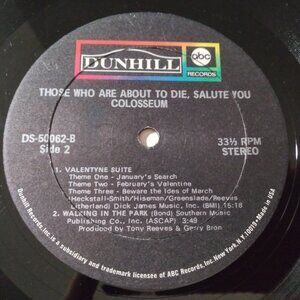 DUNHILL
abc
RECORDS
THOSE WHO ARE ABOUT TO DIE, SALUTE YOU
COLOSSEUM
DS-50062-B
Side 2
33⅓ RPM
STEREO
1. VALENTYNE SUITE
Theme One - January's Search
Theme Two - February's Valentine
Theme Three - Beware the Ides of March
(Heckstall-Smith/Hiseman/Greenslade/Reeves
Litherland) Dick James Music, Inc. (BMI) 15:18
2. WALKING IN THE PARK (Bond) Southern Music
Publishing Co., Inc. (ASCAP) 3:49
Produced by Tony Reeves & Gerry Bron
Dunhill Records, Inc. is a subsidiary and trademark licensee of ABC Records, Inc., New York, N.Y. 10019 • Made in USA